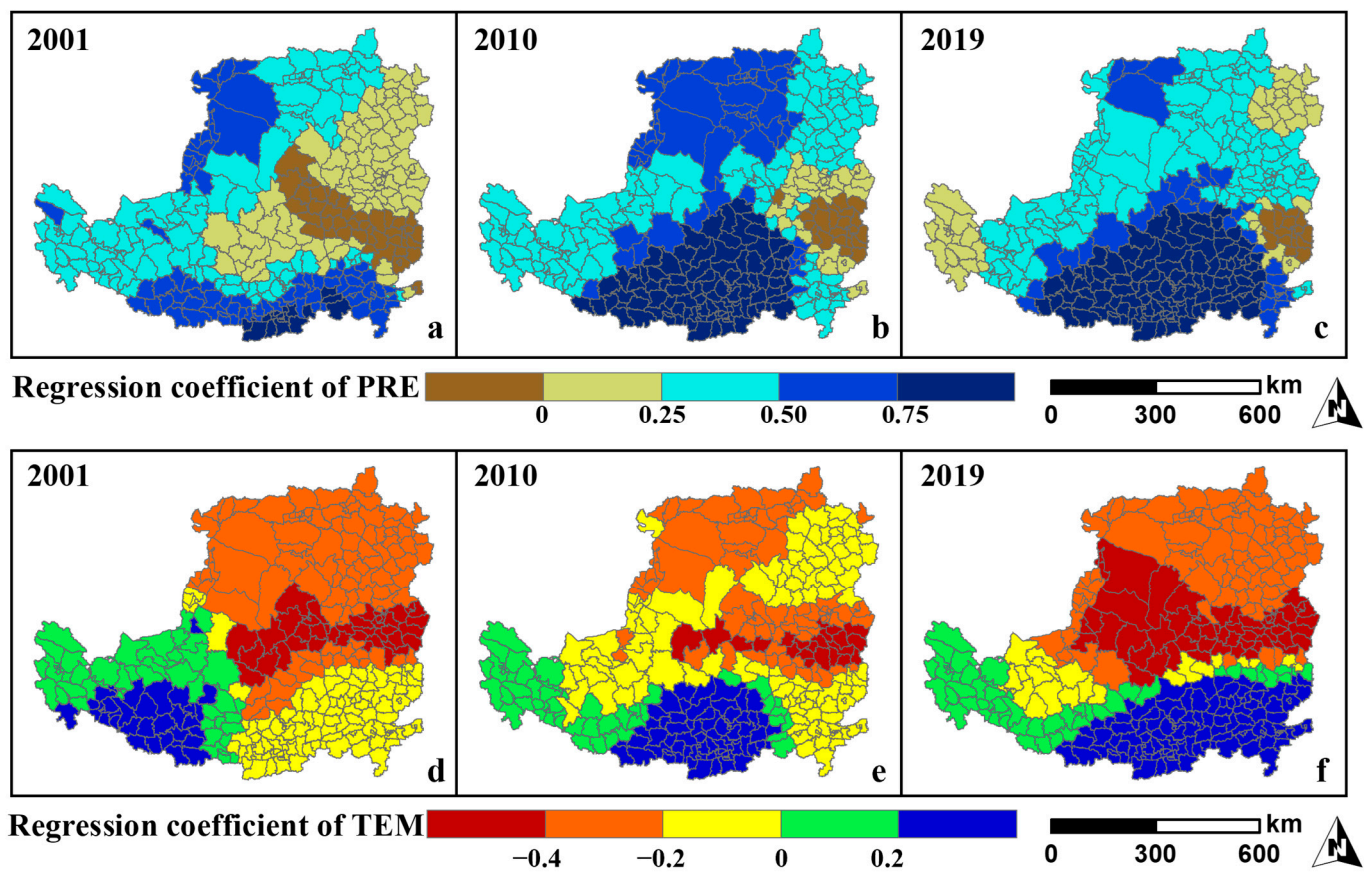 2001 2010 2019
a b c
Regression coefficient of PRE
0 0.25 0.50 0.75
km
0 300 600
N
2001 2010 2019
d e f
Regression coefficient of TEM
−0.4 −0.2 0 0.2
km
0 300 600
N